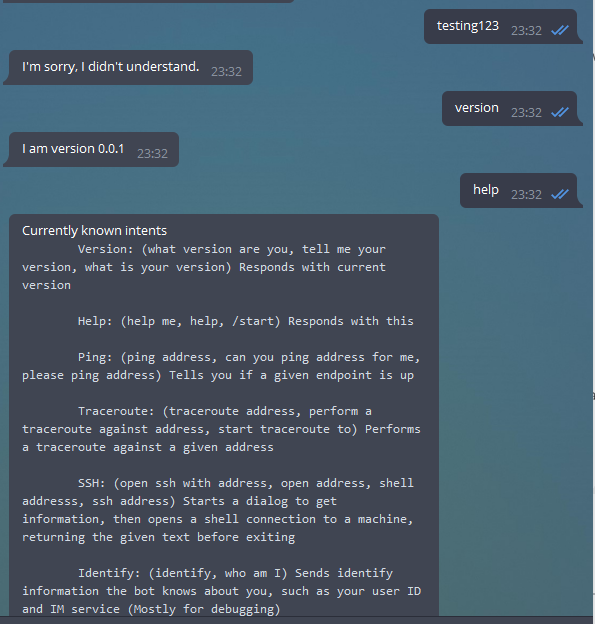 testing123 23:32
I'm sorry, I didn't understand. 23:32
version 23:32
I am version 0.0.1 23:32
help 23:32
Currently known intents
Version: (what version are you, tell me your
version, what is your version) Responds with current
version
Help: (help me, help, /start) Responds with this
Ping: (ping address, can you ping address for me,
please ping address) Tells you if a given endpoint is up
Traceroute: (traceroute address, perform a
traceroute against address, start traceroute to) Performs
a traceroute against a given address
SSH: (open ssh with address, open address, shell
addresss, ssh address) Starts a dialog to get
information, then opens a shell connection to a machine,
returning the given text before exiting
Identify: (identify, who am I) Sends identify
information the bot knows about you, such as your user ID
and IM service (Mostly for debugging)